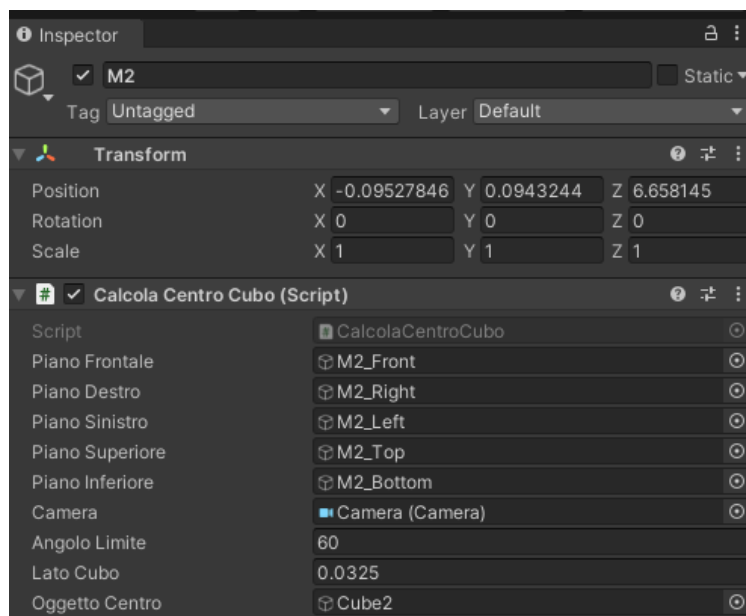 Inspector
M2
Static
Tag Untagged Layer Default
Transform
Position X -0.09527846 Y 0.0943244 Z 6.658145
Rotation X 0 Y 0 Z 0
Scale X 1 Y 1 Z 1
# Calcola Centro Cubo (Script)
Script CalcolaCentroCubo
Piano Frontale M2_Front
Piano Destro M2_Right
Piano Sinistro M2_Left
Piano Superiore M2_Top
Piano Inferiore M2_Bottom
Camera Camera (Camera)
Angolo Limite 60
Lato Cubo 0.0325
Oggetto Centro Cube2